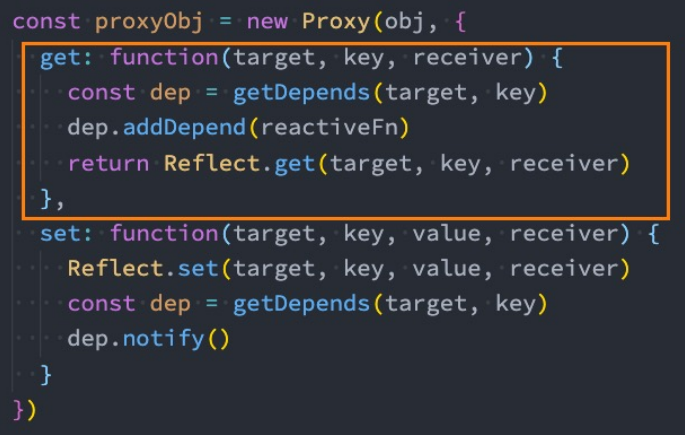 const proxyObj = new Proxy(obj, {
  get: function(target, key, receiver) {
    const dep = getDepends(target, key)
    dep.addDepend(reactiveFn)
    return Reflect.get(target, key, receiver)
  },
  set: function(target, key, value, receiver) {
    Reflect.set(target, key, value, receiver)
    const dep = getDepends(target, key)
    dep.notify()
  }
})